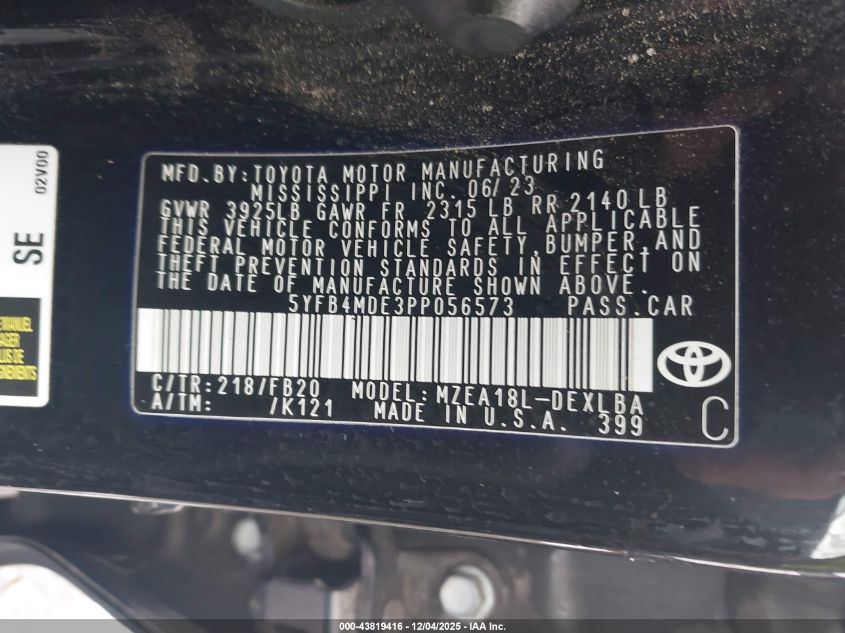 02V00
SE
MANUEL
MFD.BY:TOYOTA MOTOR MANUFACTURING
MISSISSIPPI INC. 06/23
GVWR 3925LB GAWR FR 2315 LB RR 2140 LB
THIS VEHICLE CONFORMS TO ALL APPLICABLE
FEDERAL MOTOR VEHICLE SAFETY, BUMPER, AND
THEFT PREVENTION STANDARDS IN EFFECT ON
THE DATE OF MANUFACTURE SHOWN ABOVE.
5YFB4MDE3PP056573 PASS.CAR
C/TR:218/FB20 MODEL:MZEA18L-DEXLBA
A/TM: /K121 MADE IN U.S.A. 399
C
000-43819416 - 12/04/2025 - IAA Inc.